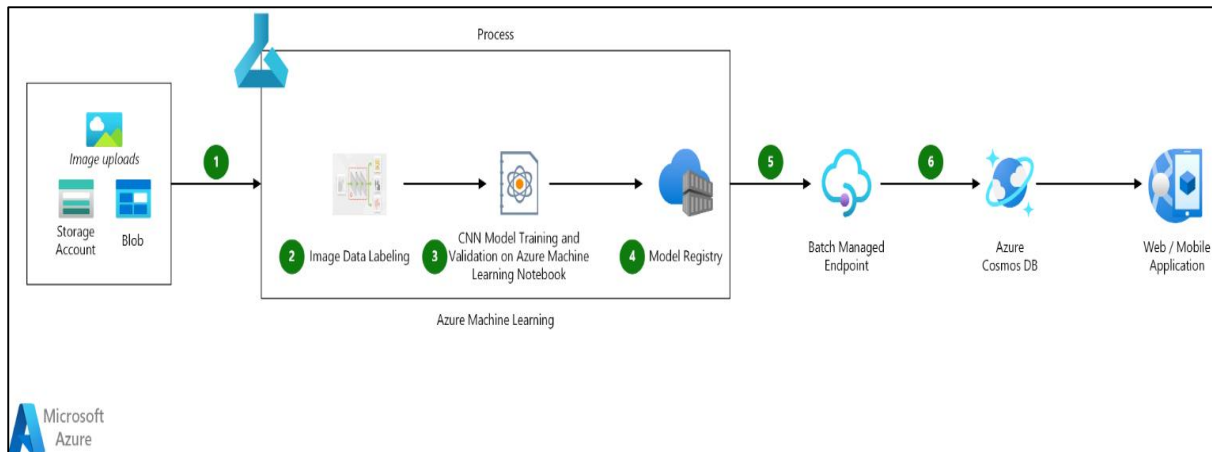 Process
Image uploads
Storage
Account
Blob
1
2
Image Data Labeling
3
CNN Model Training and
Validation on Azure Machine
Learning Notebook
4
Model Registry
Azure Machine Learning
5
Batch Managed
Endpoint
6
Azure
Cosmos DB
Web / Mobile
Application
Microsoft
Azure